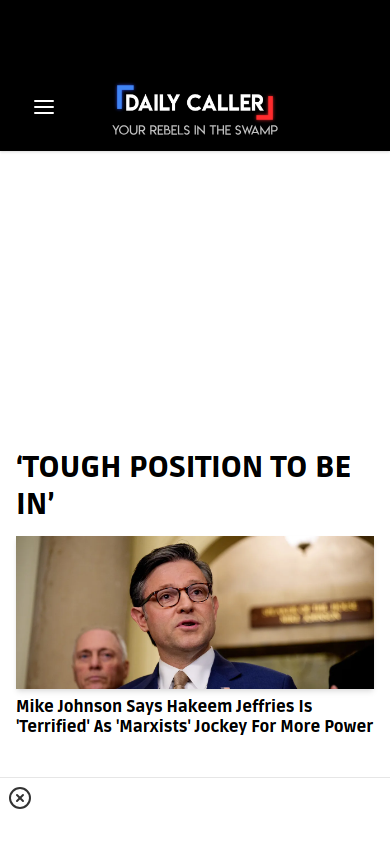 DAILY CALLER
YOUR REBELS IN THE SWAMP
‘TOUGH POSITION TO BE
IN’
Mike Johnson Says Hakeem Jeffries Is
'Terrified' As 'Marxists' Jockey For More Power